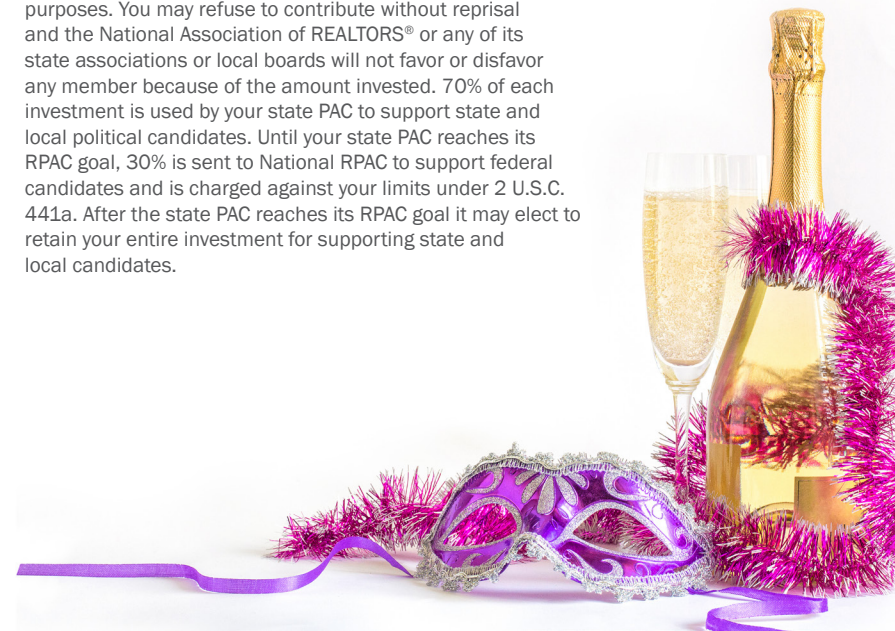 purposes. You may refuse to contribute without reprisal
and the National Association of REALTORS® or any of its
state associations or local boards will not favor or disfavor
any member because of the amount invested. 70% of each
investment is used by your state PAC to support state and
local political candidates. Until your state PAC reaches its
RPAC goal, 30% is sent to National RPAC to support federal
candidates and is charged against your limits under 2 U.S.C.
441a. After the state PAC reaches its RPAC goal it may elect to
retain your entire investment for supporting state and
local candidates.